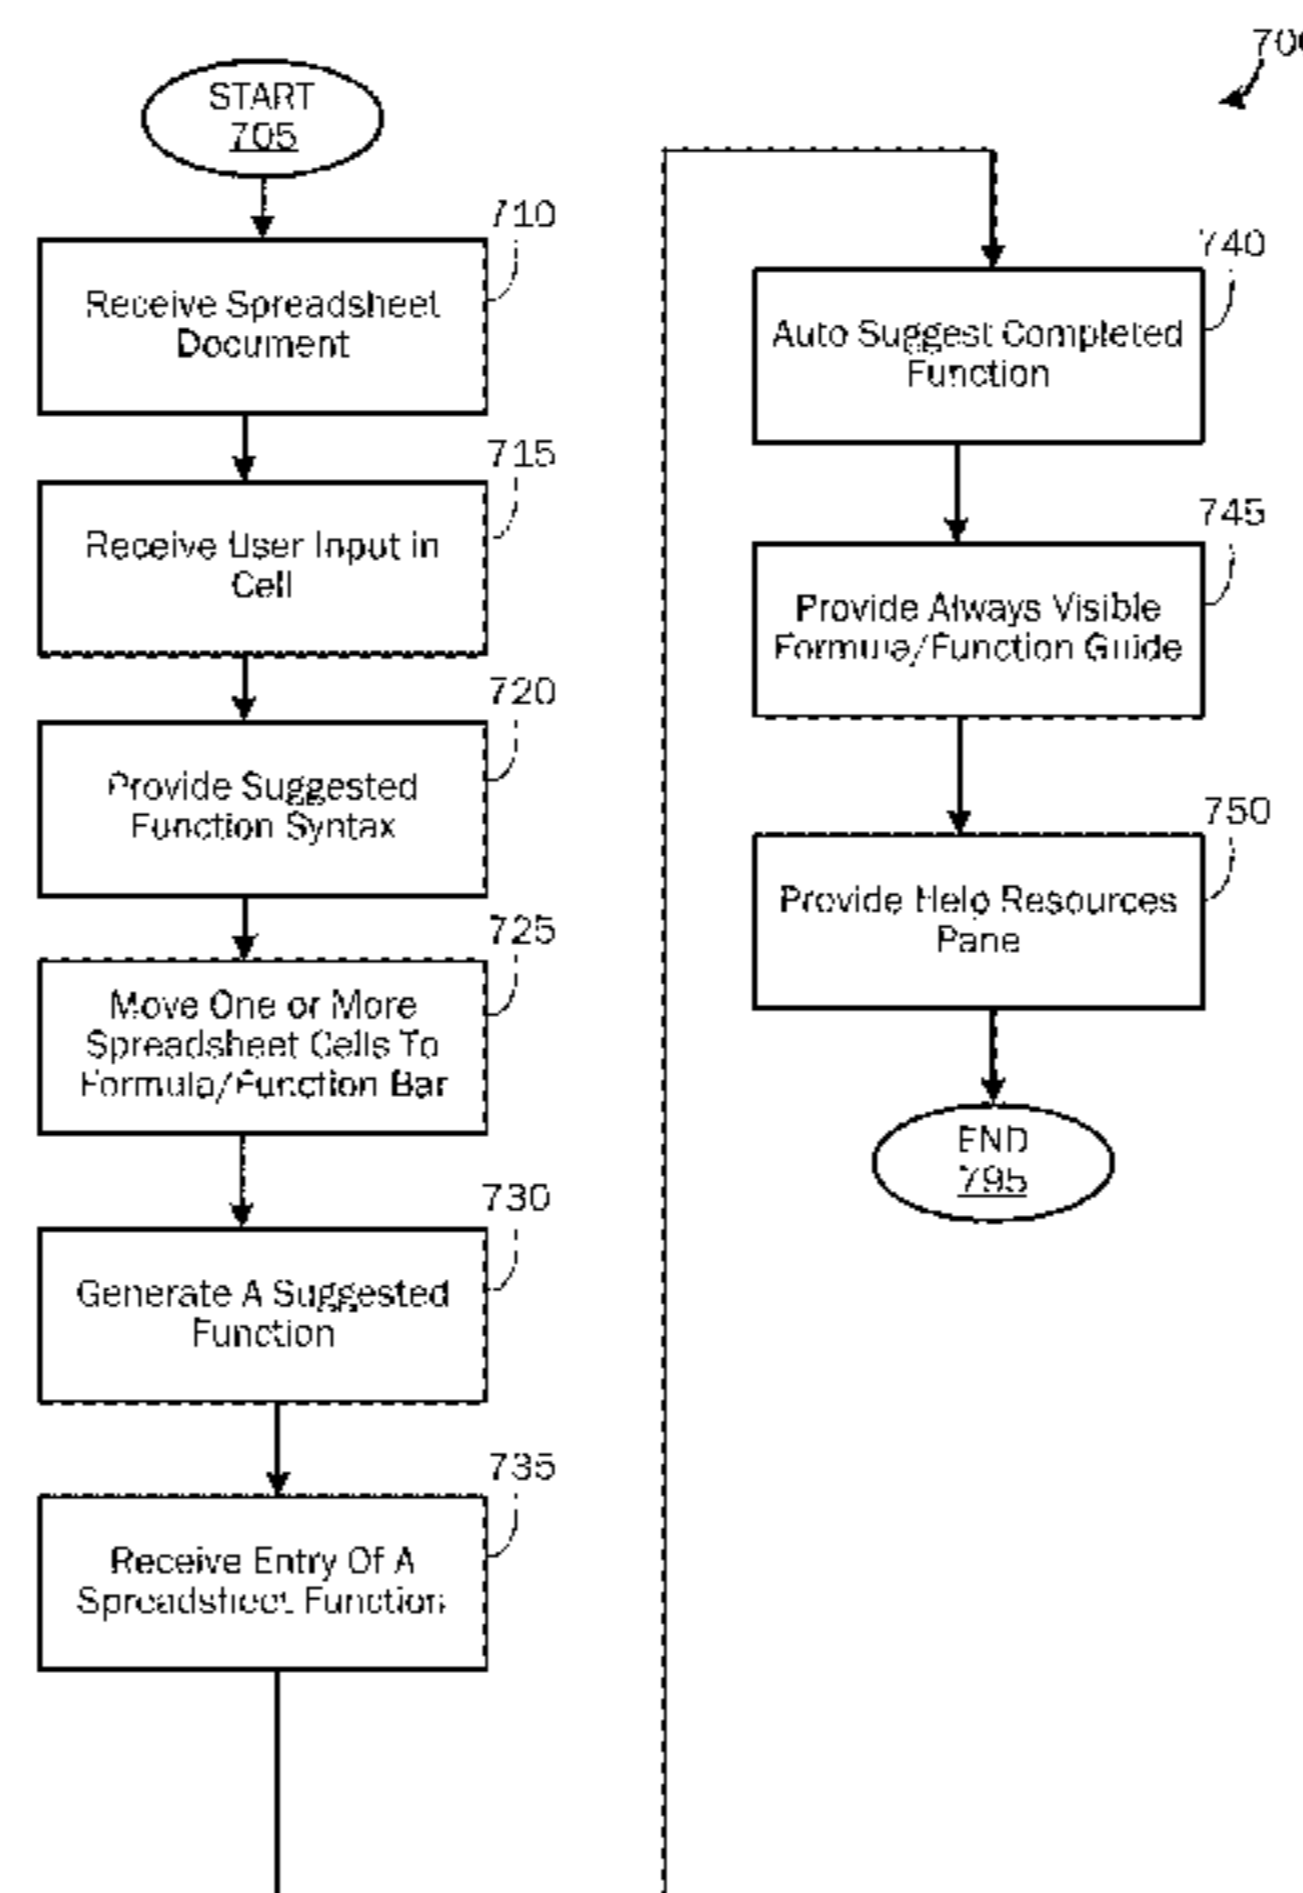 700
START
705
710
Receive Spreadsheet
Document
715
Receive User Input in
Cell
720
Provide Suggested
Function Syntax
725
Move One or More
Spreadsheet Cells To
Formula/Function Bar
730
Generate A Suggested
Function
735
Receive Entry Of A
Spreadsheet Function
740
Auto Suggest Completed
Function
745
Provide Always Visible
Formula/Function Guide
750
Provide Help Resources
Pane
END
795